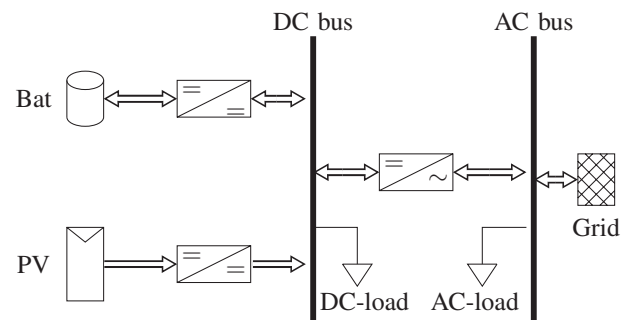 DC bus
AC bus
Bat
Grid
PV
DC-load
AC-load